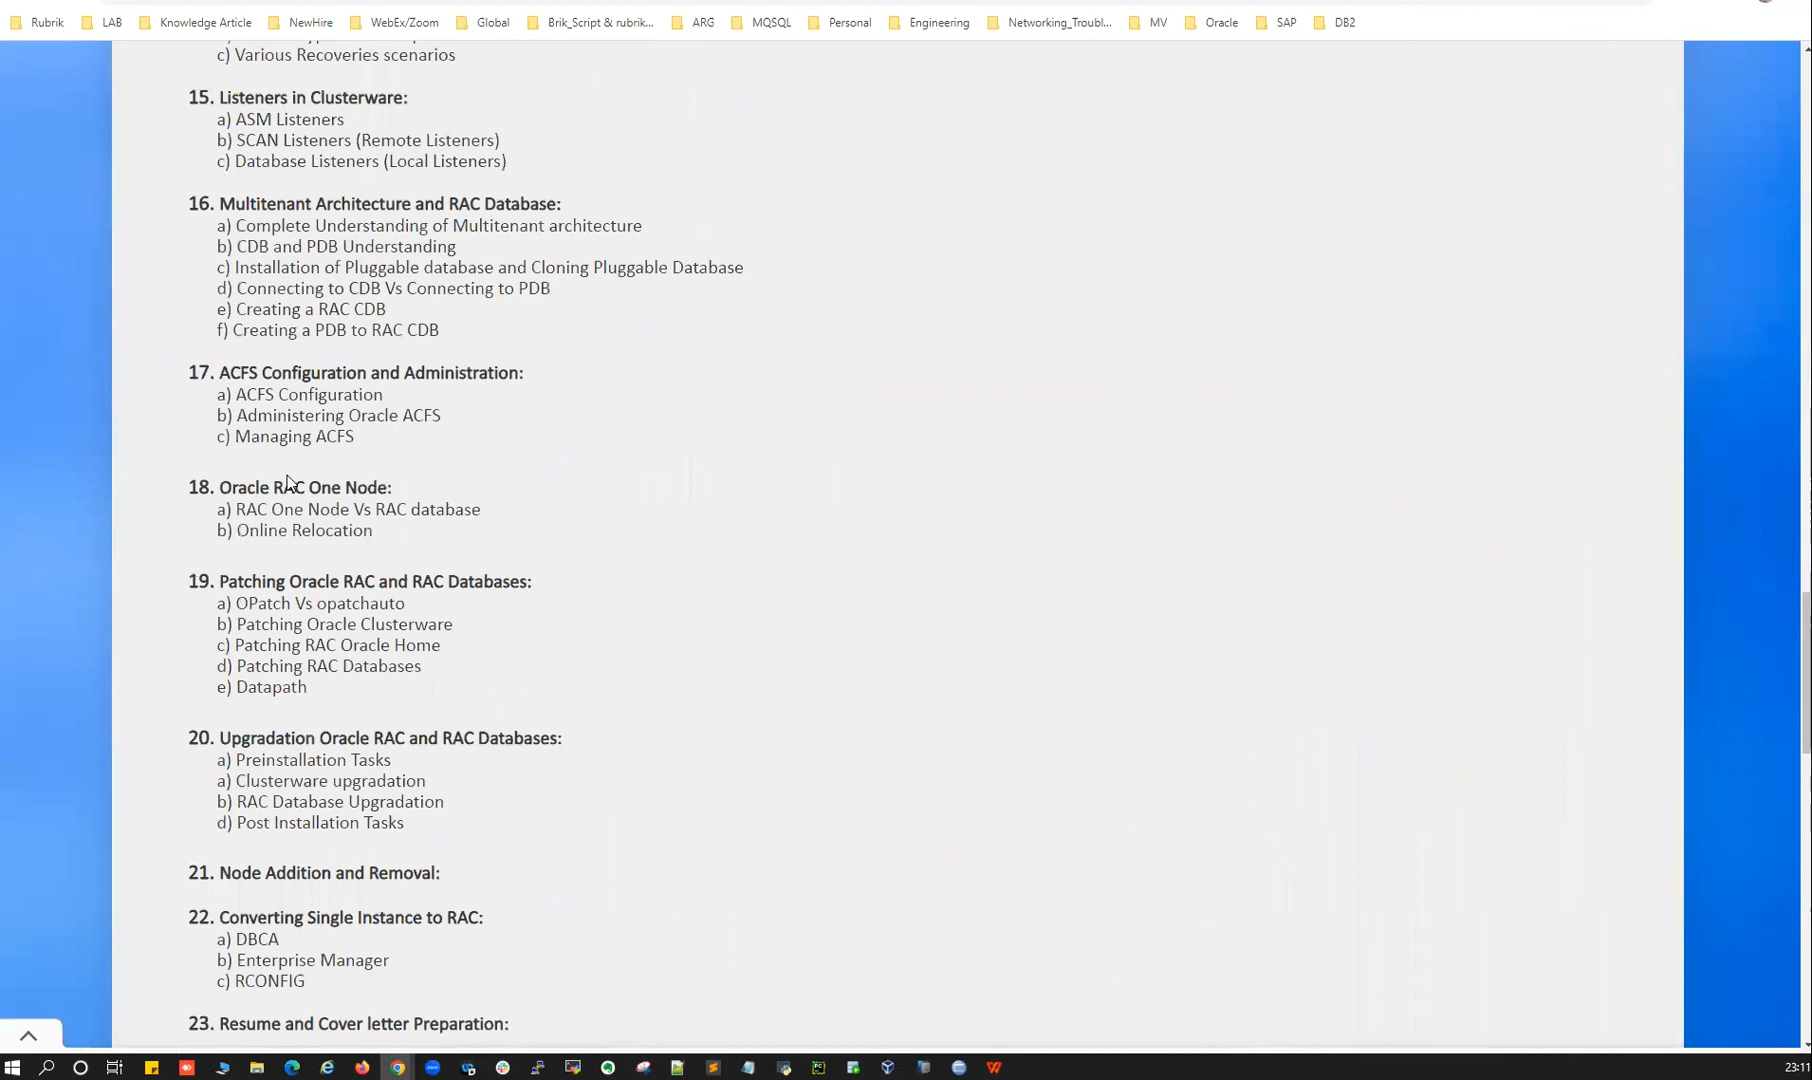 Rubrik LAB Knowledge Article NewHire WebEx/Zoom Global Brik_Script & rubrik... ARG MQSQL Personal Engineering Networking_Troubl... MV Oracle SAP DB2
c) Various Recoveries scenarios
15. Listeners in Clusterware:
a) ASM Listeners
b) SCAN Listeners (Remote Listeners)
c) Database Listeners (Local Listeners)
16. Multitenant Architecture and RAC Database:
a) Complete Understanding of Multitenant architecture
b) CDB and PDB Understanding
c) Installation of Pluggable database and Cloning Pluggable Database
d) Connecting to CDB Vs Connecting to PDB
e) Creating a RAC CDB
f) Creating a PDB to RAC CDB
17. ACFS Configuration and Administration:
a) ACFS Configuration
b) Administering Oracle ACFS
c) Managing ACFS
18. Oracle RAC One Node:
a) RAC One Node Vs RAC database
b) Online Relocation
19. Patching Oracle RAC and RAC Databases:
a) OPatch Vs opatchauto
b) Patching Oracle Clusterware
c) Patching RAC Oracle Home
d) Patching RAC Databases
e) Datapath
20. Upgradation Oracle RAC and RAC Databases:
a) Preinstallation Tasks
a) Clusterware upgradation
b) RAC Database Upgradation
d) Post Installation Tasks
21. Node Addition and Removal:
22. Converting Single Instance to RAC:
a) DBCA
b) Enterprise Manager
c) RCONFIG
23. Resume and Cover letter Preparation:
23:11